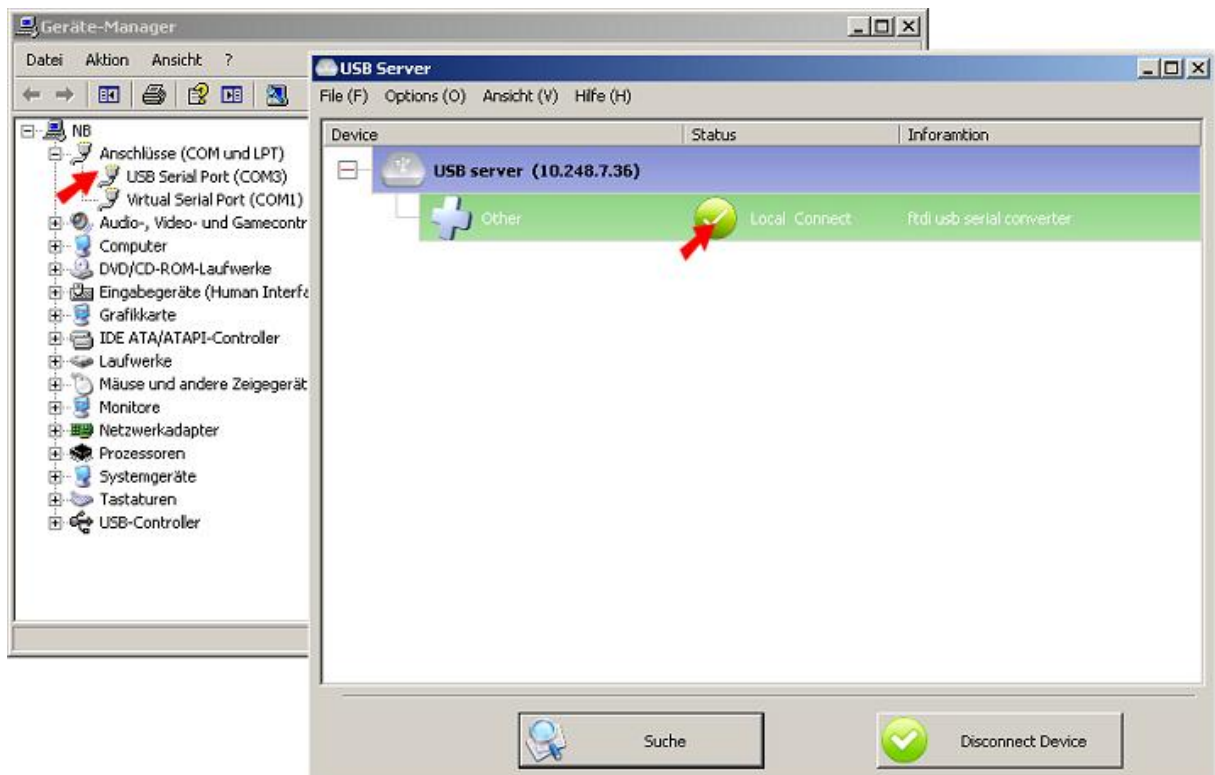 Geräte-Manager
Datei Aktion Ansicht ?
NB
Anschlüsse (COM und LPT)
USB Serial Port (COM3)
Virtual Serial Port (COM1)
Audio-, Video- und Gamecontr
Computer
DVD/CD-ROM-Laufwerke
Eingabegeräte (Human Interfa
Grafikkarte
IDE ATA/ATAPI-Controller
Laufwerke
Mäuse und andere Zeigegerät
Monitore
Netzwerkadapter
Prozessoren
Systemgeräte
Tastaturen
USB-Controller
USB Server
File (F) Options (O) Ansicht (V) Hilfe (H)
Device Status Inforamtion
USB server (10.248.7.36)
Other Local Connect ftdi usb serial converter
Suche Disconnect Device